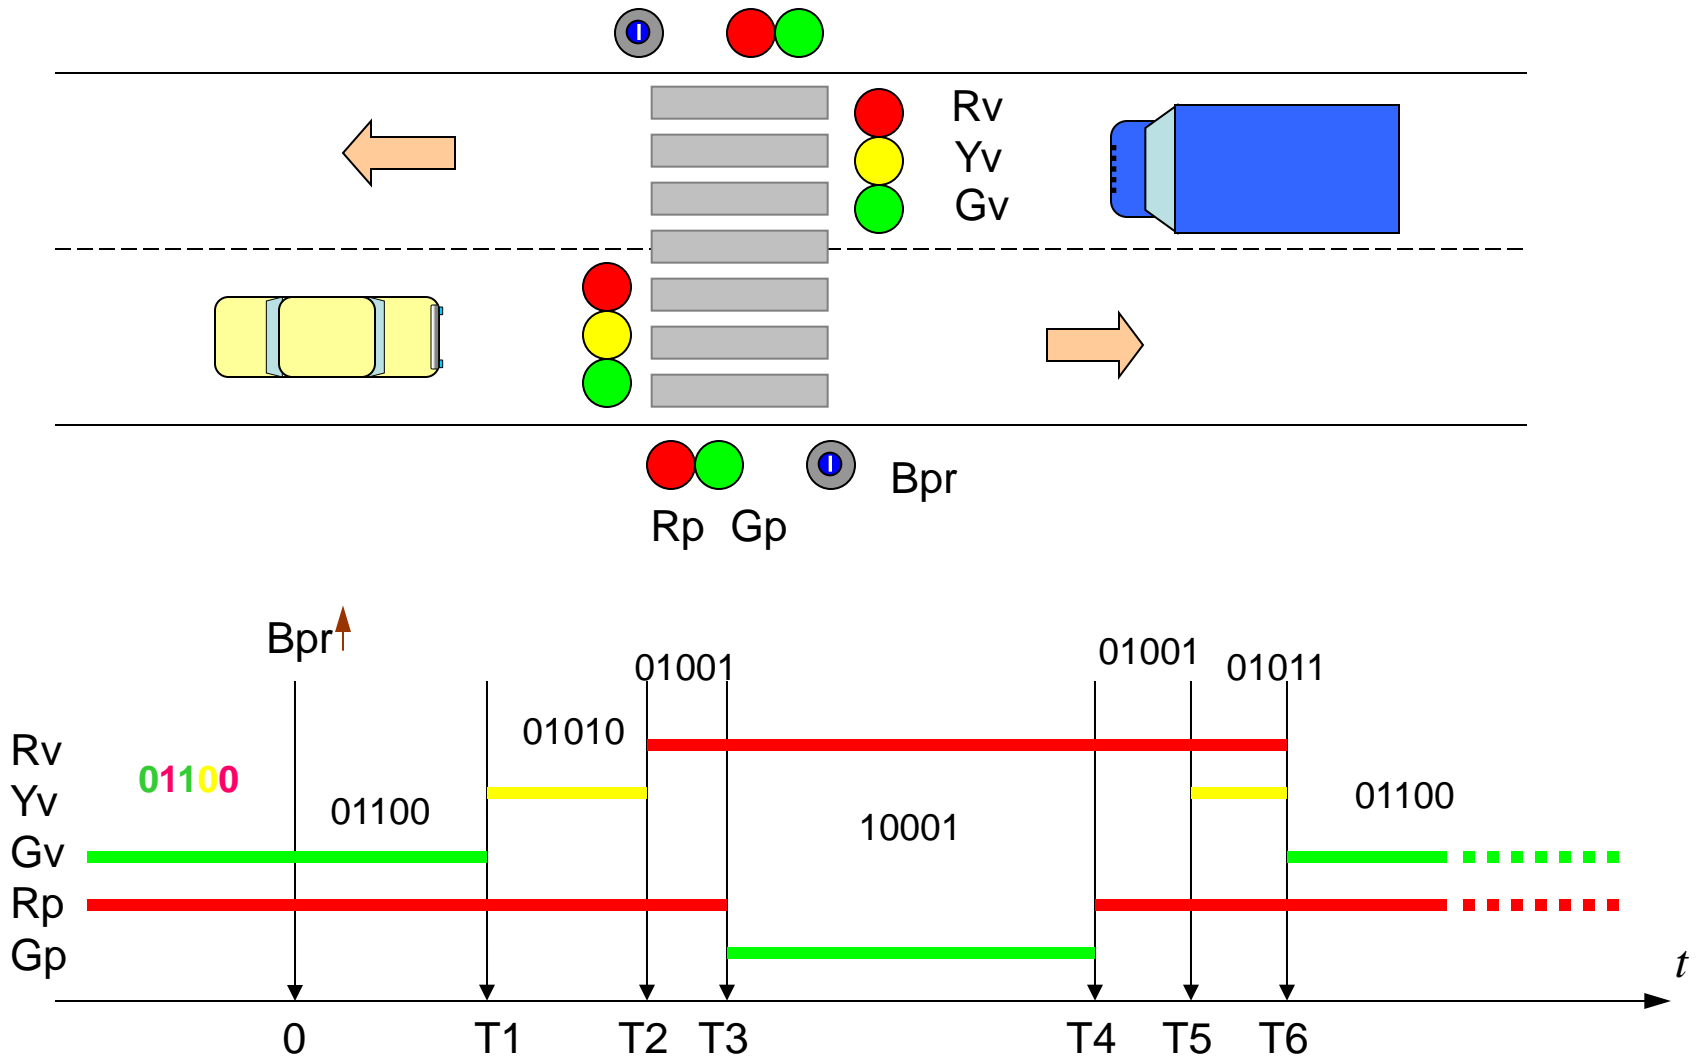 Rv
Yv
Gv
Bpr
Rp Gp
Bpr
01001
01001
01011
01010
Rv
01100
Yv
01100
01100
10001
Gv
Rp
Gp
t
0 T1 T2 T3 T4 T5 T6